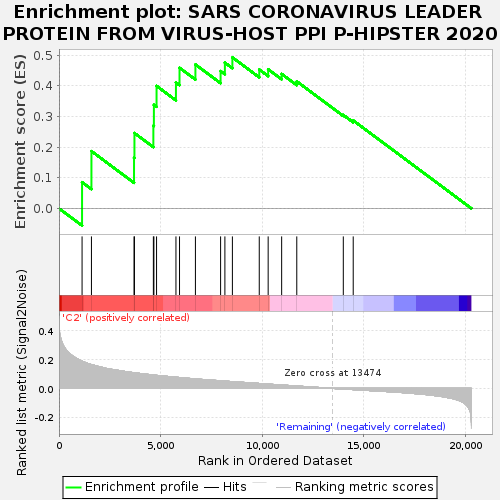 Enrichment plot: SARS CORONAVIRUS LEADER
PROTEIN FROM VIRUS-HOST PPI P-HIPSTER 2020
Enrichment score (ES)
0.5
0.4
0.3
0.2
0.1
0.0
'C2' (positively correlated)
Ranked list metric (Signal2Noise)
0.4
0.2
0.0
-0.2
Zero cross at 13474
'Remaining' (negatively correlated)
0 5,000 10,000 15,000 20,000
Rank in Ordered Dataset
Enrichment profile Hits Ranking metric scores